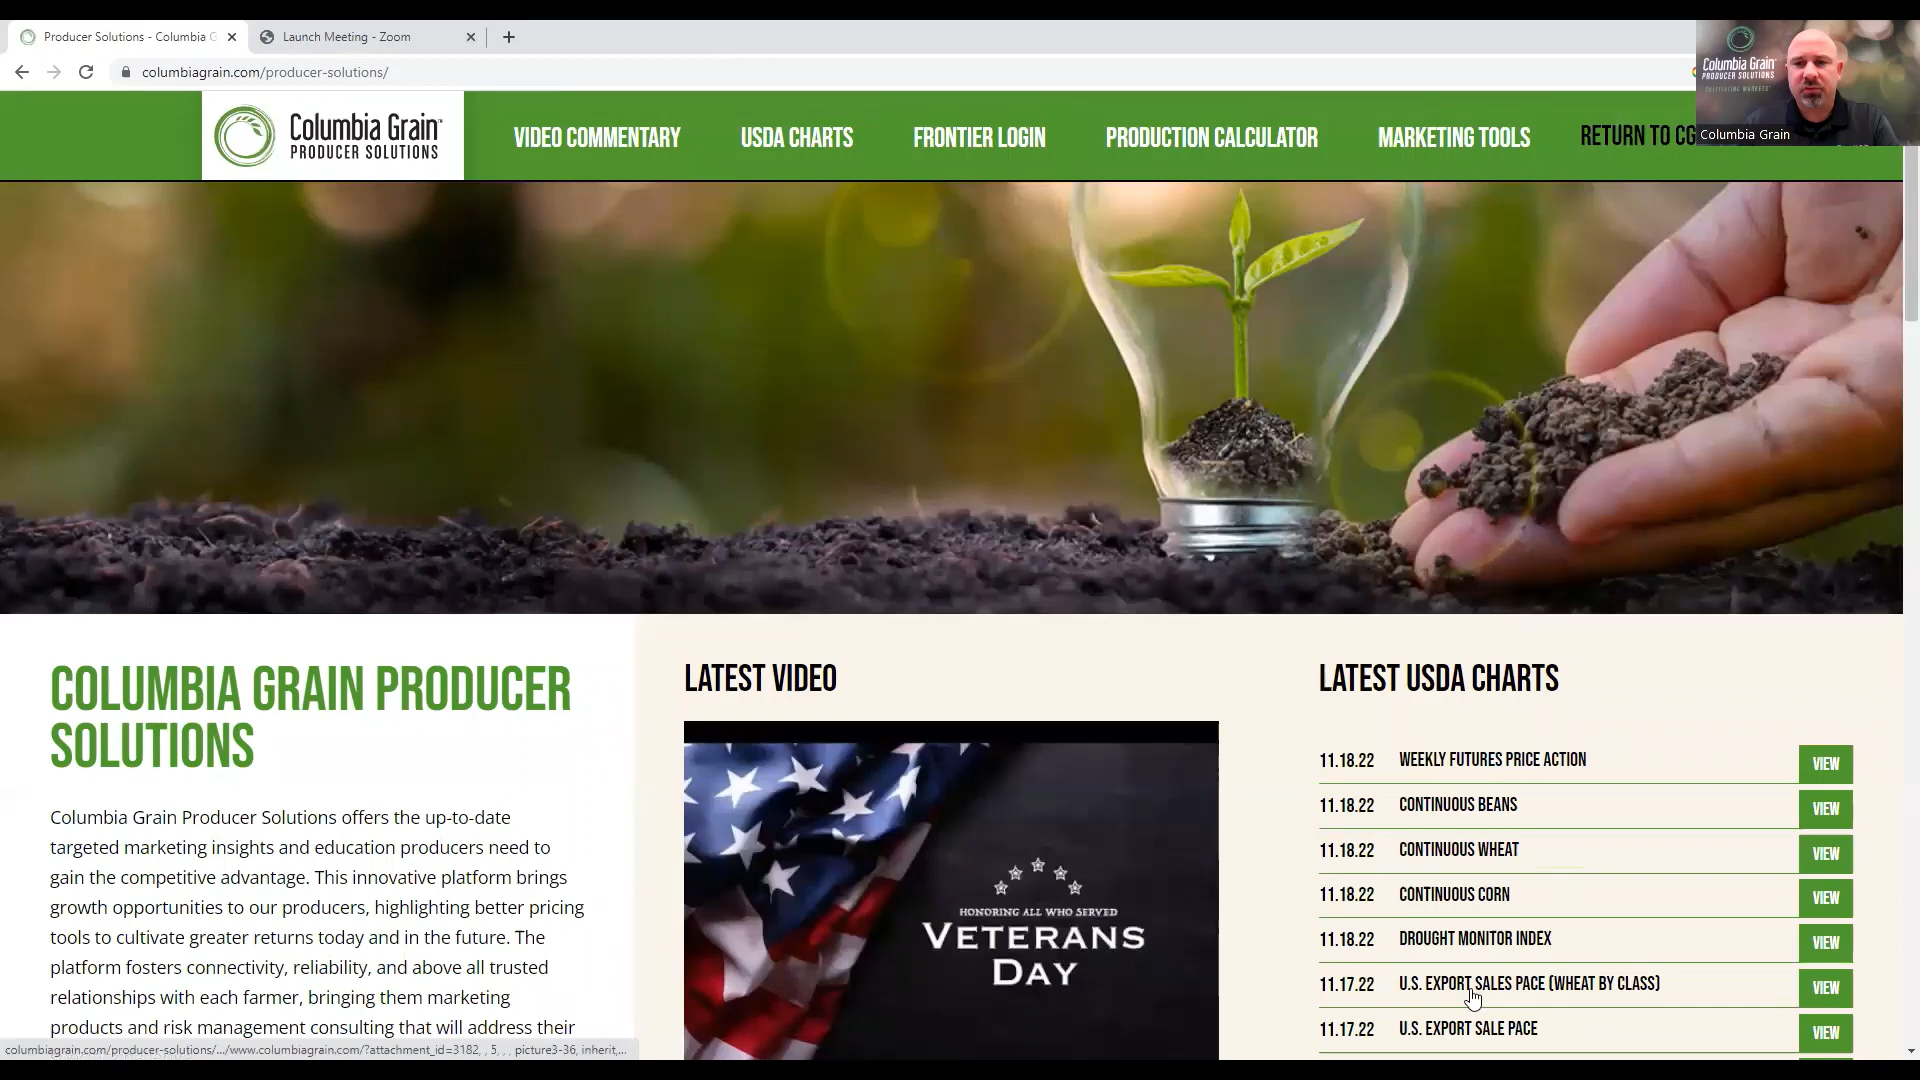 Producer Solutions - Columbia G
Launch Meeting - Zoom
columbiagrain.com/producer-solutions/
Columbia Grain
PRODUCER SOLUTIONS
CULTIVATING MARKETS
Columbia Grain
Columbia Grain™
PRODUCER SOLUTIONS
VIDEO COMMENTARY
USDA CHARTS
FRONTIER LOGIN
PRODUCTION CALCULATOR
MARKETING TOOLS
RETURN TO CG
COLUMBIA GRAIN PRODUCER
SOLUTIONS
Columbia Grain Producer Solutions offers the up-to-date
targeted marketing insights and education producers need to
gain the competitive advantage. This innovative platform brings
growth opportunities to our producers, highlighting better pricing
tools to cultivate greater returns today and in the future. The
platform fosters connectivity, reliability, and above all trusted
relationships with each farmer, bringing them marketing
products and risk management consulting that will address their
LATEST VIDEO
HONORING ALL WHO SERVED
VETERANS
DAY
LATEST USDA CHARTS
11.18.22 WEEKLY FUTURES PRICE ACTION VIEW
11.18.22 CONTINUOUS BEANS VIEW
11.18.22 CONTINUOUS WHEAT VIEW
11.18.22 CONTINUOUS CORN VIEW
11.18.22 DROUGHT MONITOR INDEX VIEW
11.17.22 U.S. EXPORT SALES PACE (WHEAT BY CLASS) VIEW
11.17.22 U.S. EXPORT SALE PACE VIEW
columbiagrain.com/producer-solutions/.../www.columbiagrain.com/?attachment_id=3182, , 5, , , picture3-36, inherit,...